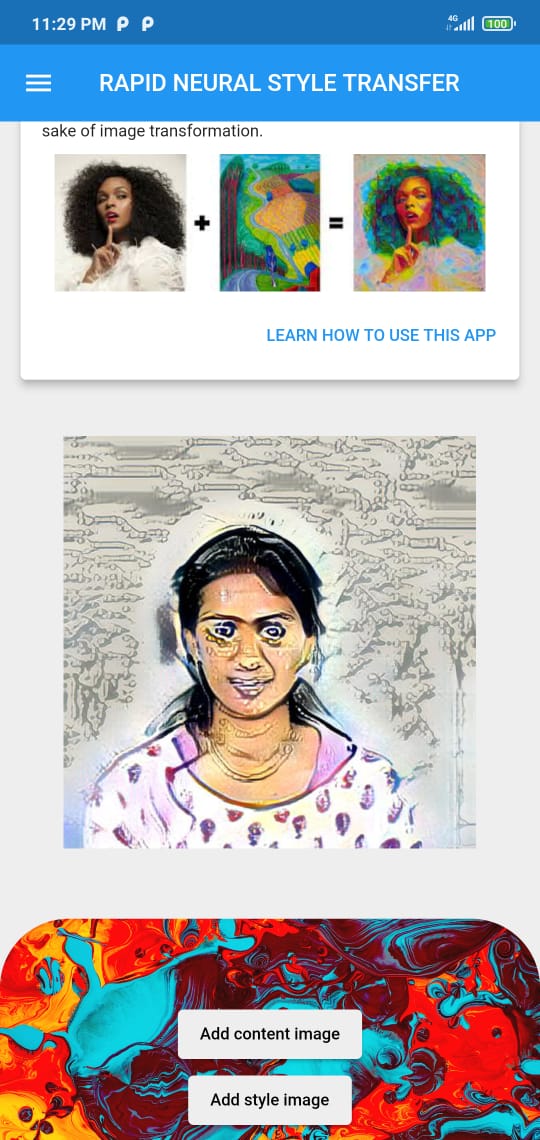 11:29 PM
4G
100
RAPID NEURAL STYLE TRANSFER
sake of image transformation.
+
=
LEARN HOW TO USE THIS APP
Add content image
Add style image